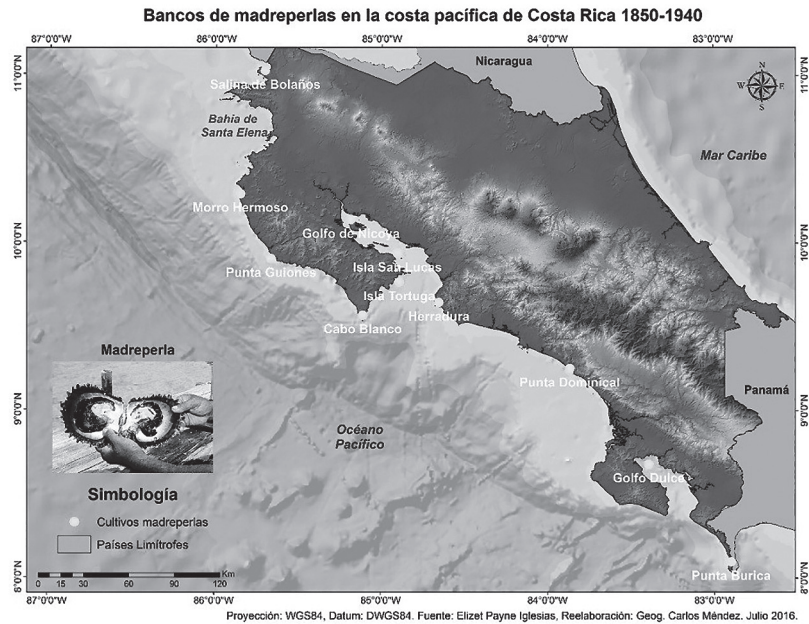 Bancos de madreperlas en la costa pacífica de Costa Rica 1850-1940
87°0'0"W 86°0'0"W 85°0'0"W 84°0'0"W 83°0'0"W
11°0'0"N
11°0'0"N
Nicaragua
N
W E
S
Salina de Bolaños
Bahía de
Santa Elena
Mar Caribe
Morro Hermoso
10°0'0"N
10°0'0"N
Golfo de Nicoya
Punta Guiones
Isla San Lucas
Isla Tortuga
Herradura
Cabo Blanco
Madreperla
Punta Dominical
Panamá
9°0'0"N
9°0'0"N
Océano
Pacífico
Golfo Dulce
Simbología
Cultivos madreperlas
Países Limítrofes
Km
0 15 30 60 90 120
Punta Burica
8°0'0"N
8°0'0"N
87°0'0"W 86°0'0"W 85°0'0"W 84°0'0"W 83°0'0"W
Proyección: WGS84, Datum: DWGS84. Fuente: Elizet Payne Iglesias, Reelaboración: Geog. Carlos Méndez. Julio 2016.